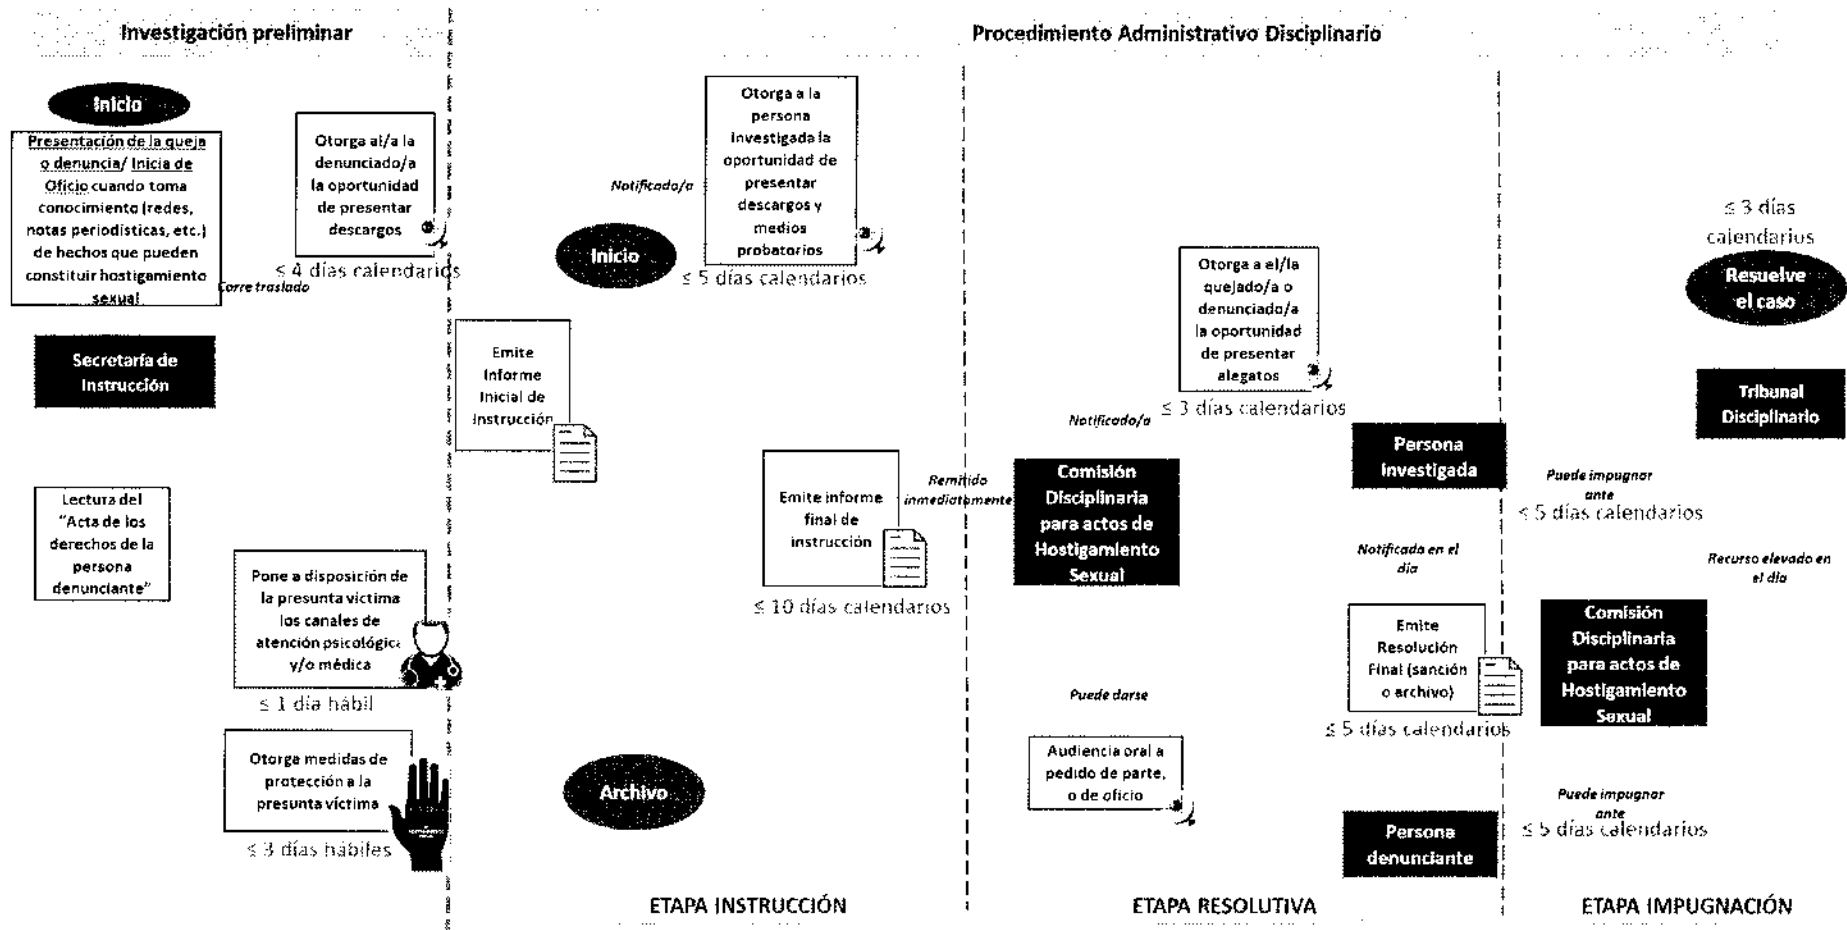 Investigación preliminar
Procedimiento Administrativo Disciplinario
Inicio
Presentación de la queja
o denuncia/ Inicia de
Oficio cuando toma
conocimiento (redes,
notas periodísticas, etc.)
de hechos que pueden
constituir hostigamiento
sexual
Corre traslado
Secretaría de
Instrucción
Lectura del
"Acta de los
derechos de la
persona
denunciante"
Otorga al/a la
denunciado/a
la oportunidad
de presentar
descargos
≤ 4 días calendarios
Pone a disposición de
la presunta víctima
los canales de
atención psicológica
y/o médica
≤ 1 día hábil
Otorga medidas de
protección a la
presunta víctima
≤ 3 días hábiles
Emite
Informe
Inicial de
Instrucción
Inicio
Notificado/a
Otorga a la
persona
investigada la
oportunidad de
presentar
descargos y
medios
probatorios
≤ 5 días calendarios
Emite informe
final de
instrucción
≤ 10 días calendarios
Remitido
inmediatamente
Archivo
ETAPA INSTRUCCIÓN
Comisión
Disciplinaria
para actos de
Hostigamiento
Sexual
Notificado/a
Otorga a el/la
quejado/a o
denunciado/a
la oportunidad
de presentar
alegatos
≤ 3 días calendarios
Puede darse
Audiencia oral a
pedido de parte,
o de oficio
Persona
Investigada
Notificada en el
día
Emite
Resolución
Final (sanción
o archivo)
≤ 5 días calendarios
Persona
denunciante
ETAPA RESOLUTIVA
Puede impugnar
ante
≤ 5 días calendarios
Comisión
Disciplinaria
para actos de
Hostigamiento
Sexual
Puede impugnar
ante
≤ 5 días calendarios
Recurso elevado en
el día
≤ 3 días
calendarios
Resuelve
el caso
Tribunal
Disciplinario
ETAPA IMPUGNACIÓN